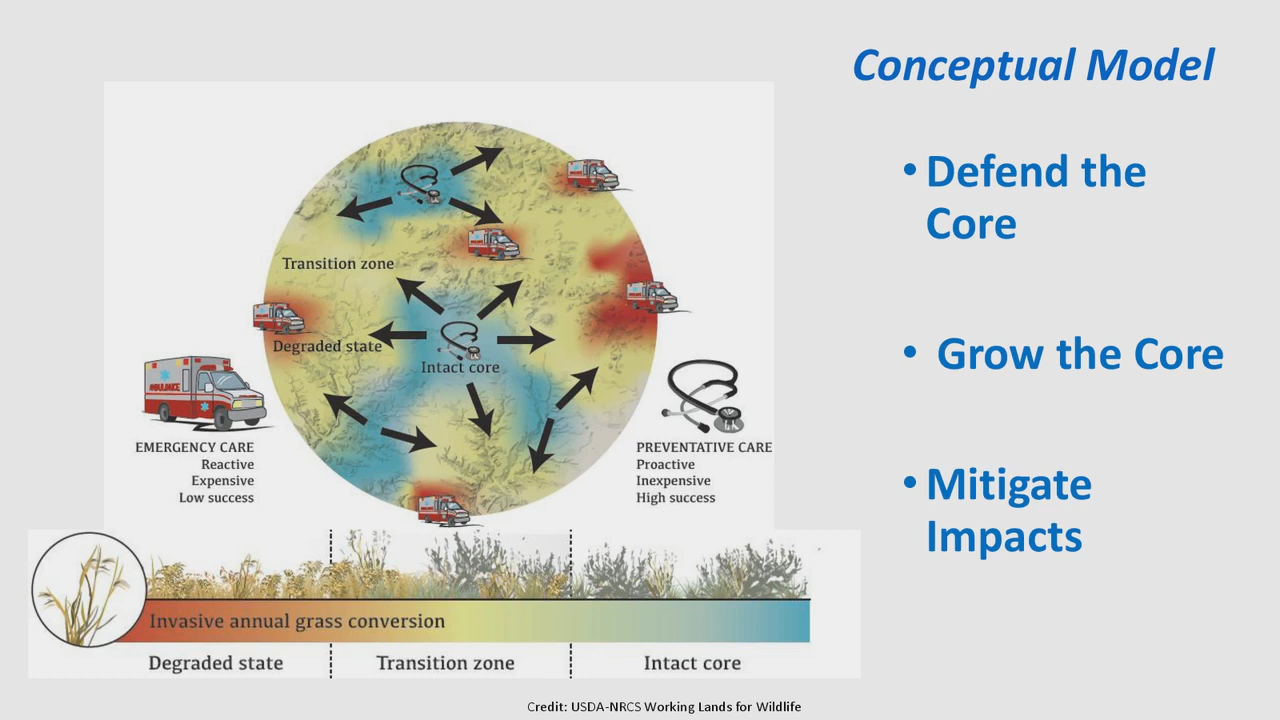 Conceptual Model
• Defend the
Core
• Grow the Core
• Mitigate
Impacts
Transition zone
Degraded state
Intact core
AMBULANCE
EMERGENCY CARE
Reactive
Expensive
Low success
PREVENTATIVE CARE
Proactive
Inexpensive
High success
Invasive annual grass conversion
Degraded state
Transition zone
Intact core
Credit: USDA-NRCS Working Lands for Wildlife